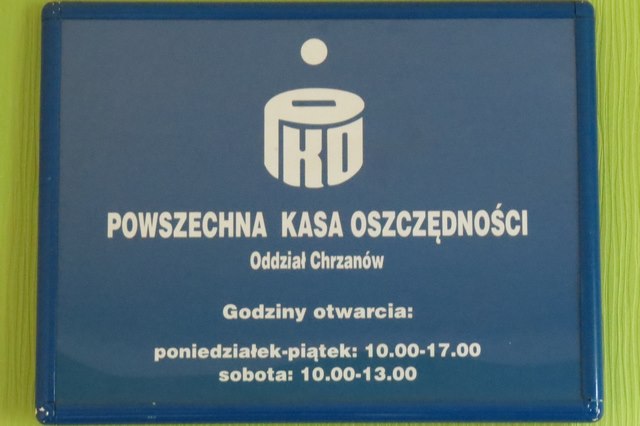 PKO
POWSZECHNA KASA OSZCZĘDNOŚCI
Oddział Chrzanów
Godziny otwarcia:
poniedziałek-piątek: 10.00-17.00
sobota: 10.00-13.00